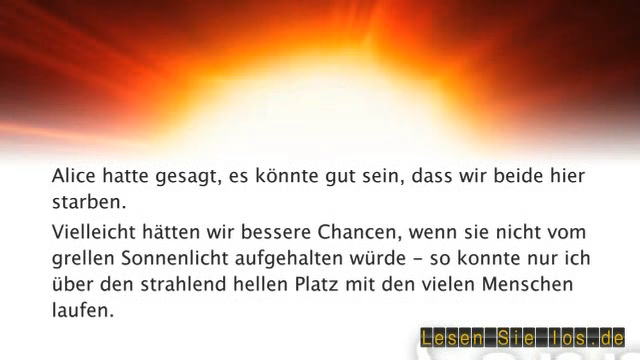 Alice hatte gesagt, es könnte gut sein, dass wir beide hier
starben.
Vielleicht hätten wir bessere Chancen, wenn sie nicht vom
grellen Sonnenlicht aufgehalten würde – so konnte nur ich
über den strahlend hellen Platz mit den vielen Menschen
laufen.
Lesen Sie los.de